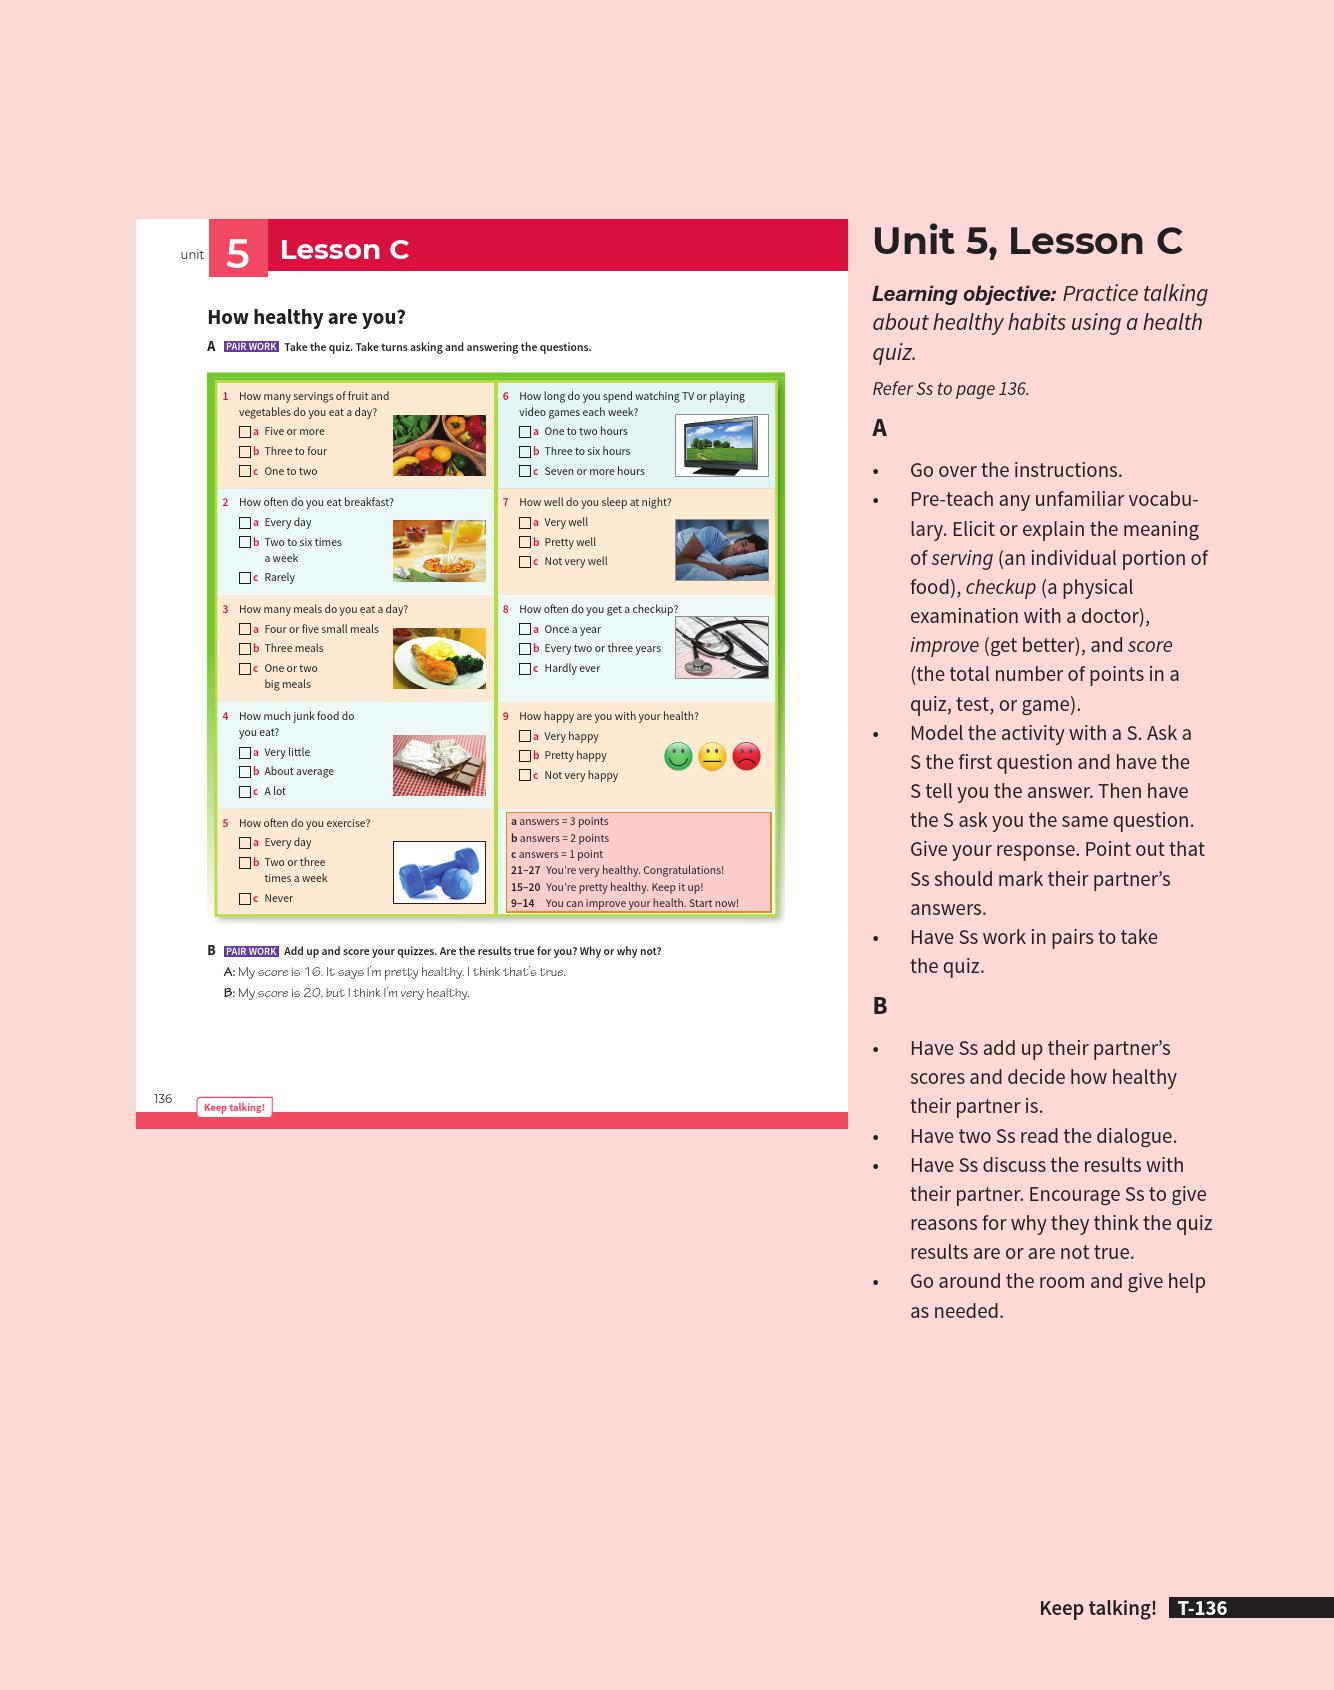 unit 5 Lesson C
How healthy are you?
A PAIR WORK Take the quiz. Take turns asking and answering the questions.
1 How many servings of fruit and
vegetables do you eat a day?
a Five or more
b Three to four
c One to two
2 How often do you eat breakfast?
a Every day
b Two to six times
a week
c Rarely
3 How many meals do you eat a day?
a Four or five small meals
b Three meals
c One or two
big meals
4 How much junk food do
you eat?
a Very little
b About average
c A lot
5 How often do you exercise?
a Every day
b Two or three
times a week
c Never
6 How long do you spend watching TV or playing
video games each week?
a One to two hours
b Three to six hours
c Seven or more hours
7 How well do you sleep at night?
a Very well
b Pretty well
c Not very well
8 How often do you get a checkup?
a Once a year
b Every two or three years
c Hardly ever
9 How happy are you with your health?
a Very happy
b Pretty happy
c Not very happy
a answers = 3 points
b answers = 2 points
c answers = 1 point
21–27 You're very healthy. Congratulations!
15–20 You're pretty healthy. Keep it up!
9–14 You can improve your health. Start now!
B PAIR WORK Add up and score your quizzes. Are the results true for you? Why or why not?
A: My score is 16. It says I'm pretty healthy. I think that's true.
B: My score is 20, but I think I'm very healthy.
136 Keep talking!
Unit 5, Lesson C
Learning objective: Practice talking
about healthy habits using a health
quiz.
Refer Ss to page 136.
A
• Go over the instructions.
• Pre-teach any unfamiliar vocabu-
lary. Elicit or explain the meaning
of serving (an individual portion of
food), checkup (a physical
examination with a doctor),
improve (get better), and score
(the total number of points in a
quiz, test, or game).
• Model the activity with a S. Ask a
S the first question and have the
S tell you the answer. Then have
the S ask you the same question.
Give your response. Point out that
Ss should mark their partner's
answers.
• Have Ss work in pairs to take
the quiz.
B
• Have Ss add up their partner's
scores and decide how healthy
their partner is.
• Have two Ss read the dialogue.
• Have Ss discuss the results with
their partner. Encourage Ss to give
reasons for why they think the quiz
results are or are not true.
• Go around the room and give help
as needed.
Keep talking! T-136